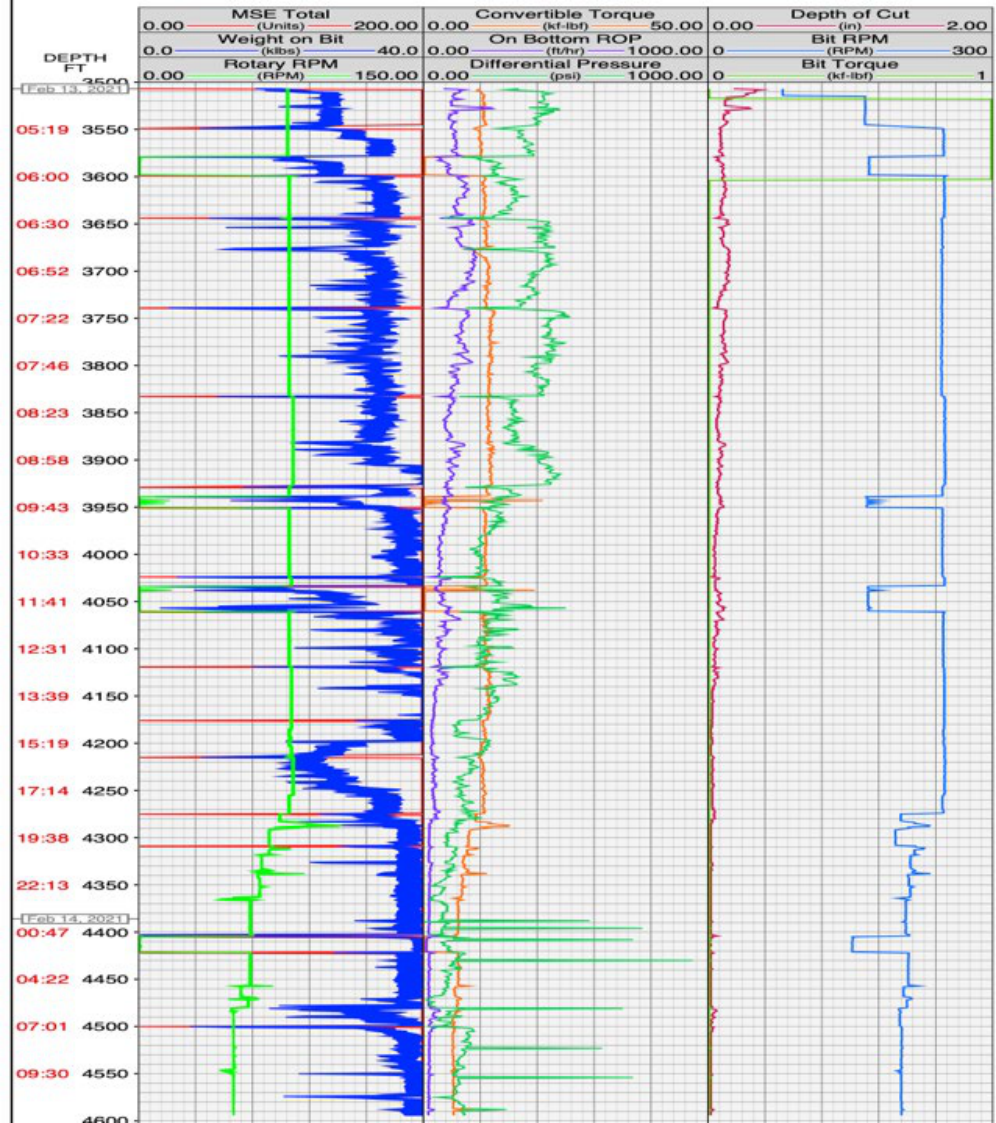 MSE Total
0.00 (Units) 200.00
Weight on Bit
0.0 (klbs) 40.0
Rotary RPM
0.00 (RPM) 150.00
Convertible Torque
0.00 (kf-lbf) 50.00
On Bottom ROP
0.00 (ft/hr) 1000.00
Differential Pressure
0.00 (psi) 1000.00
Depth of Cut
0.00 (in) 2.00
Bit RPM
0 (RPM) 300
Bit Torque
0 (kf-lbf) 1
DEPTH
FT
3500
Feb 13, 2021
05:19 3550
06:00 3600
06:30 3650
06:52 3700
07:22 3750
07:46 3800
08:23 3850
08:58 3900
09:43 3950
10:33 4000
11:41 4050
12:31 4100
13:39 4150
15:19 4200
17:14 4250
19:38 4300
22:13 4350
Feb 14, 2021
00:47 4400
04:22 4450
07:01 4500
09:30 4550
4600